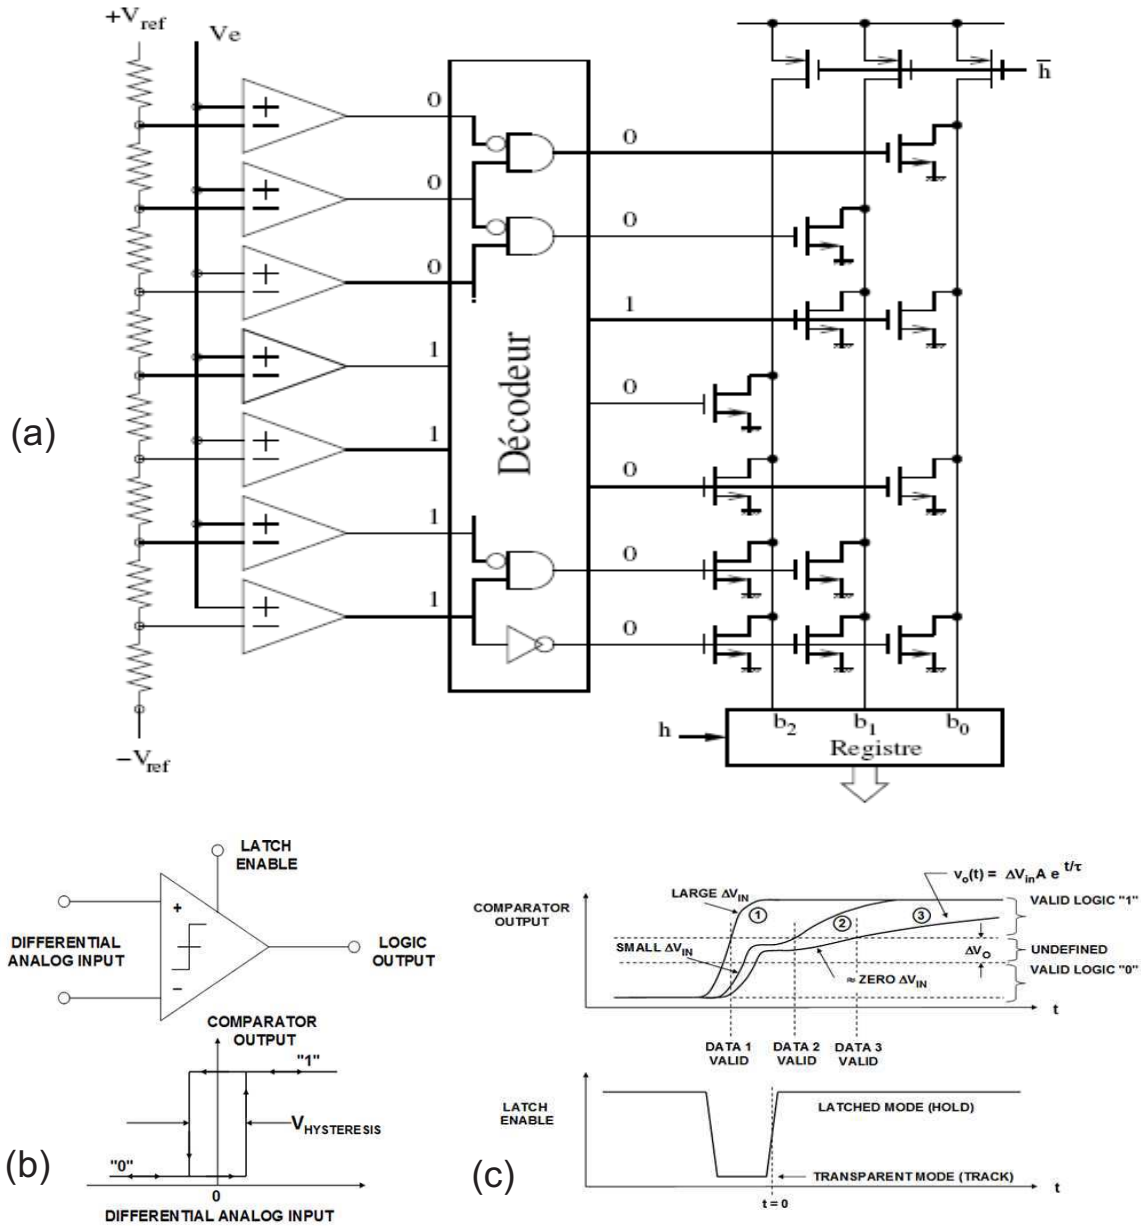 +Vref
Ve
h
0
0
0
1
1
1
1
Décodeur
0
0
1
0
0
0
0
(a)
-Vref
h
b2 b1 b0
Registre
LATCH
ENABLE
+
DIFFERENTIAL
ANALOG INPUT
-
LOGIC
OUTPUT
COMPARATOR
OUTPUT
"1"
VHYSTERESIS
"0"
0
DIFFERENTIAL ANALOG INPUT
(b)
vo(t) = ΔVinA e t/τ
COMPARATOR
OUTPUT
LARGE ΔVIN
1
2
3
VALID LOGIC "1"
SMALL ΔVIN
ΔVO
UNDEFINED
VALID LOGIC "0"
≈ ZERO ΔVIN
t
DATA 1
VALID
DATA 2
VALID
DATA 3
VALID
LATCH
ENABLE
LATCHED MODE (HOLD)
TRANSPARENT MODE (TRACK)
t
t = 0
(c)